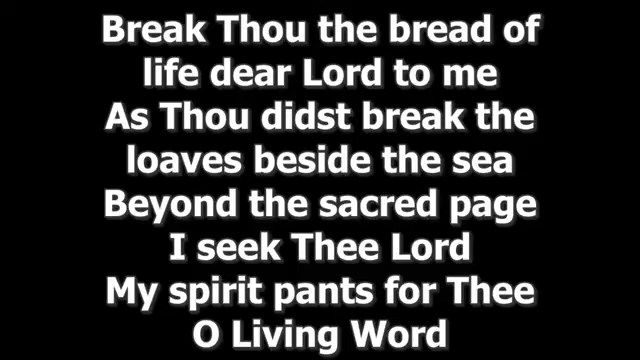 Break Thou the bread of
life dear Lord to me
As Thou didst break the
loaves beside the sea
Beyond the sacred page
I seek Thee Lord
My spirit pants for Thee
O Living Word